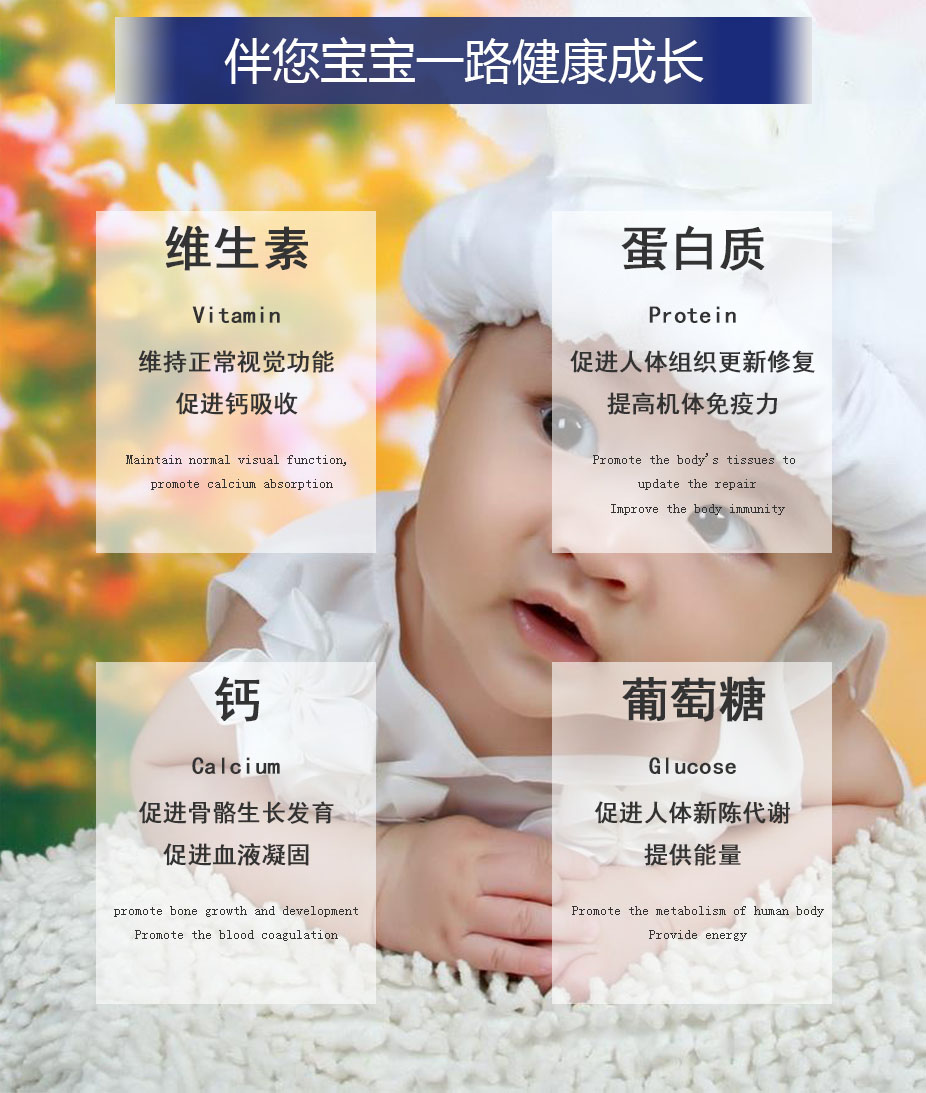 伴您宝宝一路健康成长
维生素
Vitamin
维持正常视觉功能
促进钙吸收
Maintain normal visual function,
promote calcium absorption
蛋白质
Protein
促进人体组织更新修复
提高机体免疫力
Promote the body's tissues to
update the repair
Improve the body immunity
钙
Calcium
促进骨骼生长发育
促进血液凝固
promote bone growth and development
Promote the blood coagulation
葡萄糖
Glucose
促进人体新陈代谢
提供能量
Promote the metabolism of human body
Provide energy